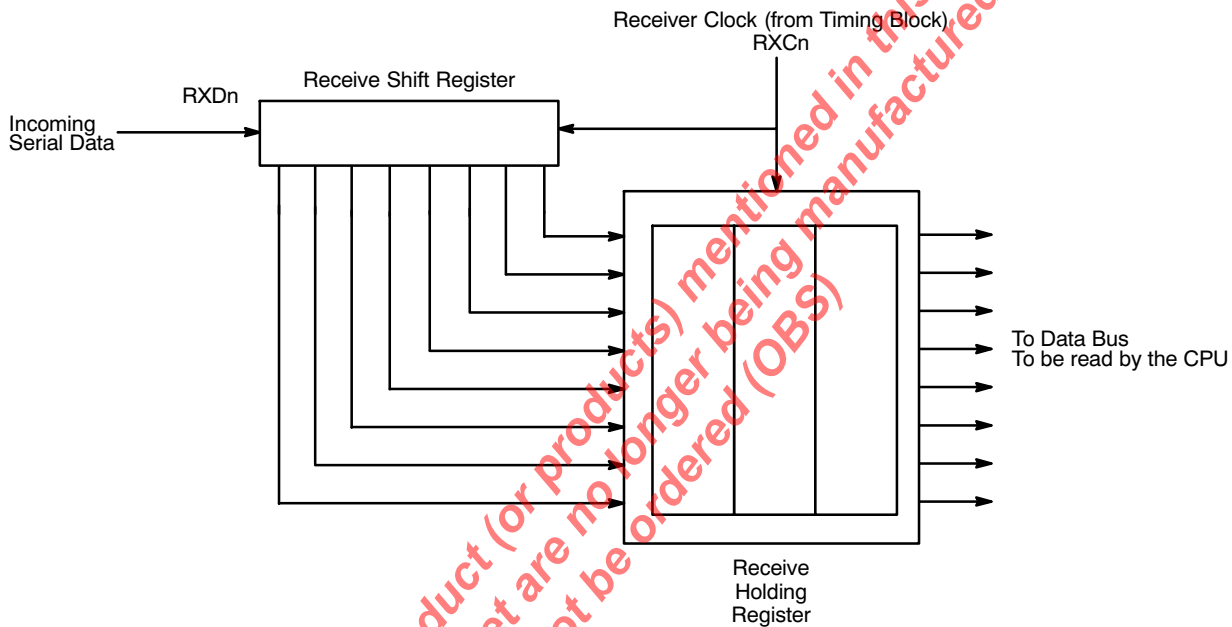 Receiver Clock (from Timing Block)
RXCn
Receive Shift Register
RXDn
Incoming
Serial Data
To Data Bus
To be read by the CPU
Receive
Holding
Register
product (or products) mentioned in this
are no longer being manufactured
not be ordered (OBS)